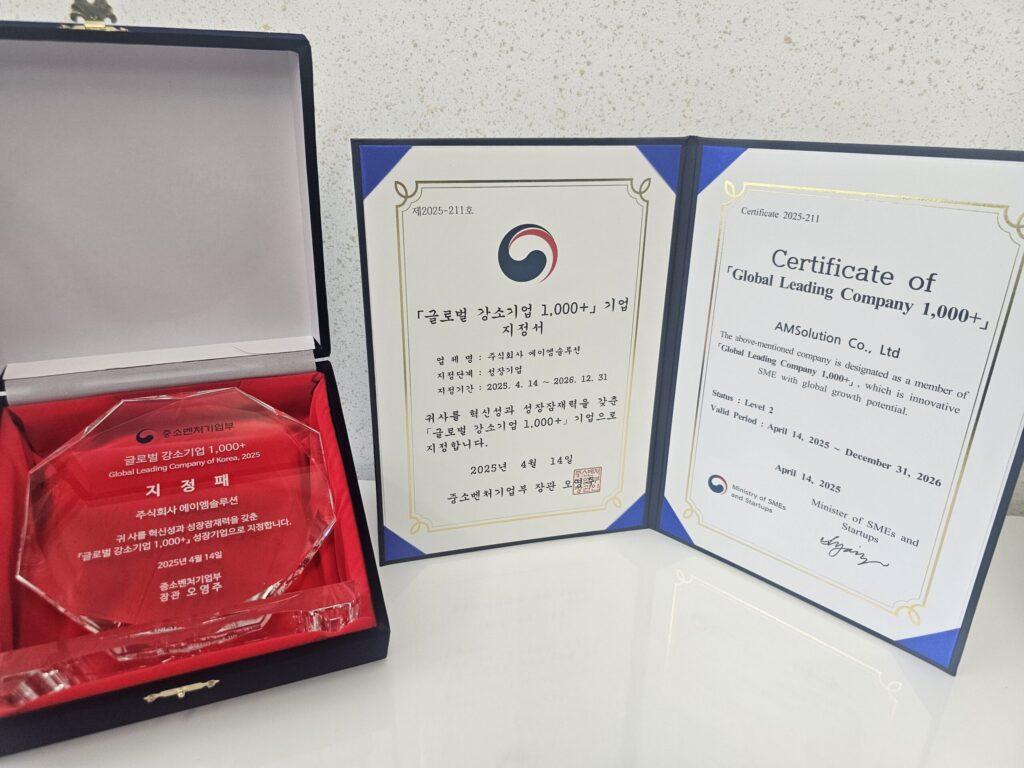 중소벤처기업부
글로벌 강소기업 1,000+
Global Leading Company of Korea, 2025
지 정 패
주식회사 에이엠솔루션
귀 사를 혁신성과 성장잠재력을 갖춘
「글로벌 강소기업 1,000+」 성장기업으로 지정합니다.
2025년 4월 14일
중소벤처기업부
장관 오영주
제2025-211호
「글로벌 강소기업 1,000+」 기업
지정서
업 체 명 : 주식회사 에이엠솔루션
지정단계 : 성장기업
지정기간 : 2025. 4. 14 ~ 2026. 12. 31
귀사를 혁신성과 성장잠재력을 갖춘
「글로벌 강소기업 1,000+」 기업으로
지정합니다.
2025년 4월 14일
중소벤처기업부 장관 오영주
Certificate 2025-211
Certificate of
「Global Leading Company 1,000+」
AMSolution Co., Ltd
The above-mentioned company is designated as a member of
「Global Leading Company 1,000+」, which is innovative
SME with global growth potential.
Status : Level 2
Valid Period : April 14, 2025 ~ December 31, 2026
April 14, 2025
Ministry of SMEs
and Startups
Minister of SMEs and
Startups